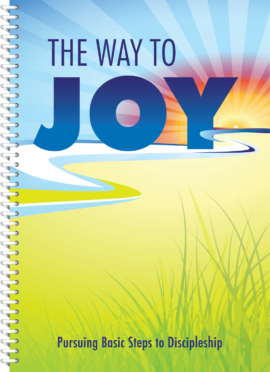 THE WAY TO
JOY
Pursuing Basic Steps to Discipleship